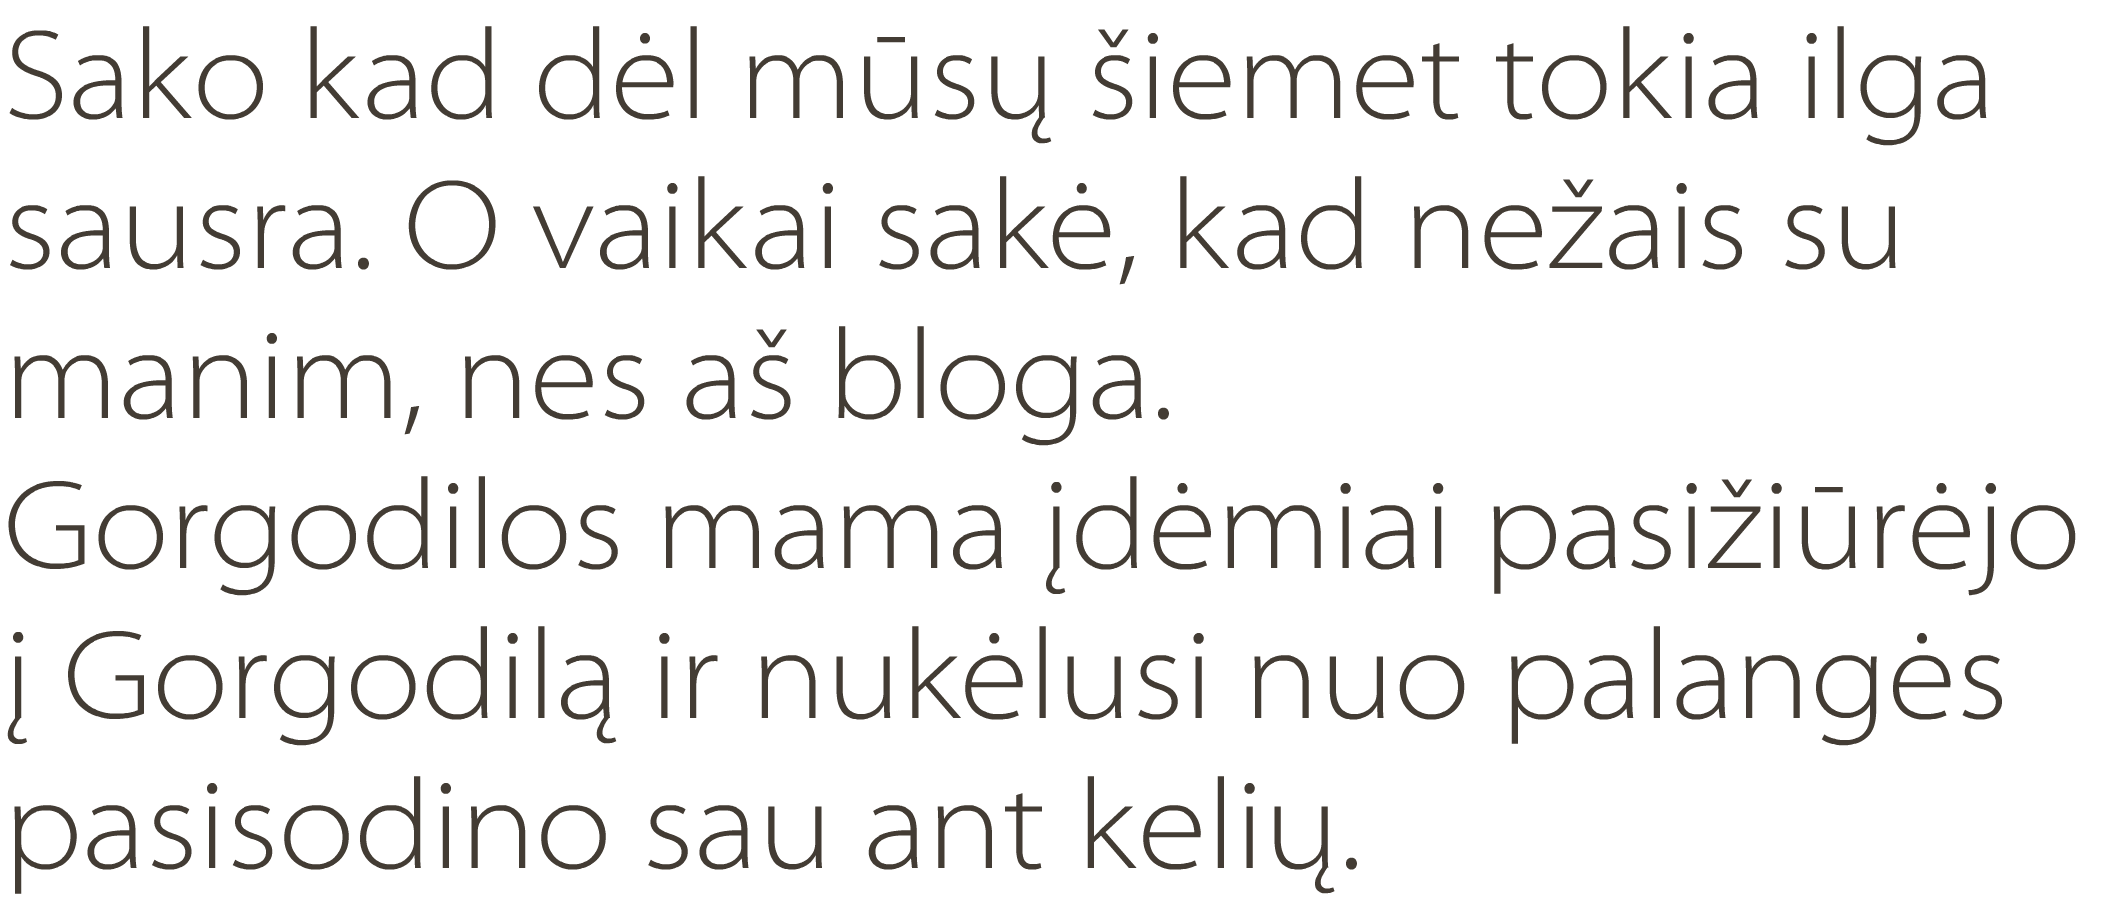 Sako kad dėl mūsų šiemet tokia ilga
sausra. O vaikai sakė, kad nežais su
manim, nes aš bloga.
Gorgodilos mama įdėmiai pasižiūrėjo
į Gorgodilą ir nukėlusi nuo palangės
pasisodino sau ant kelių.